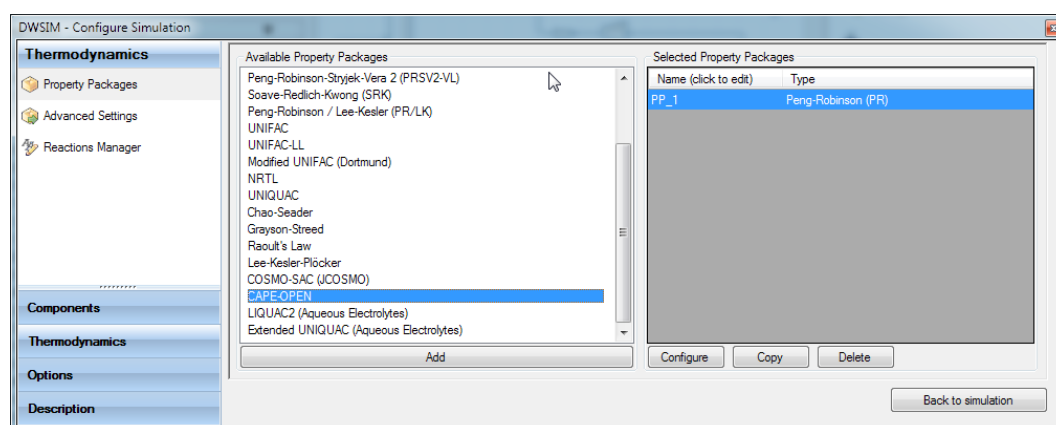 DWSIM - Configure Simulation
Thermodynamics
Property Packages
Advanced Settings
Reactions Manager
Components
Thermodynamics
Options
Description
Available Property Packages
Peng-Robinson-Stryjek-Vera 2 (PRSV2-VL)
Soave-Redlich-Kwong (SRK)
Peng-Robinson / Lee-Kesler (PR/LK)
UNIFAC
UNIFAC-LL
Modified UNIFAC (Dortmund)
NRTL
UNIQUAC
Chao-Seader
Grayson-Streed
Raoult's Law
Lee-Kesler-Plöcker
COSMO-SAC (JCOSMO)
CAPE-OPEN
LIQUAC2 (Aqueous Electrolytes)
Extended UNIQUAC (Aqueous Electrolytes)
Add
Selected Property Packages
Name (click to edit) Type
PP_1 Peng-Robinson (PR)
Configure Copy Delete
Back to simulation